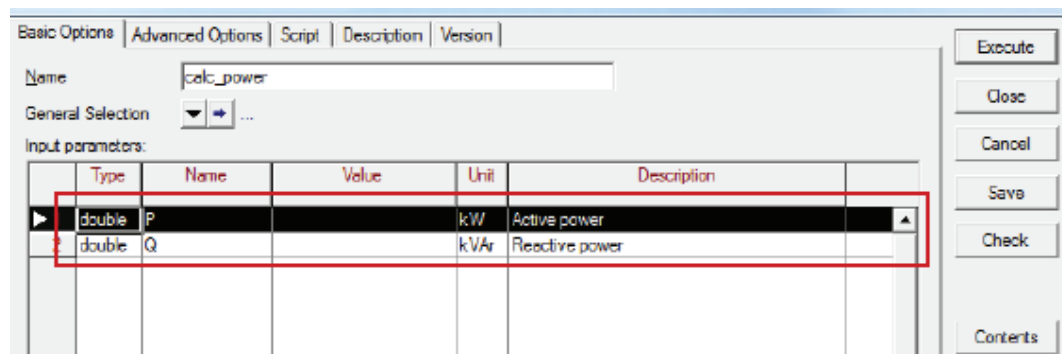 Basic Options Advanced Options Script Description Version
Execute
Name calc_power
Close
General Selection ...
Input parameters:
Cancel
Type Name Value Unit Description
Save
double P kW Active power
2 double Q kVAr Reactive power
Check
Contents